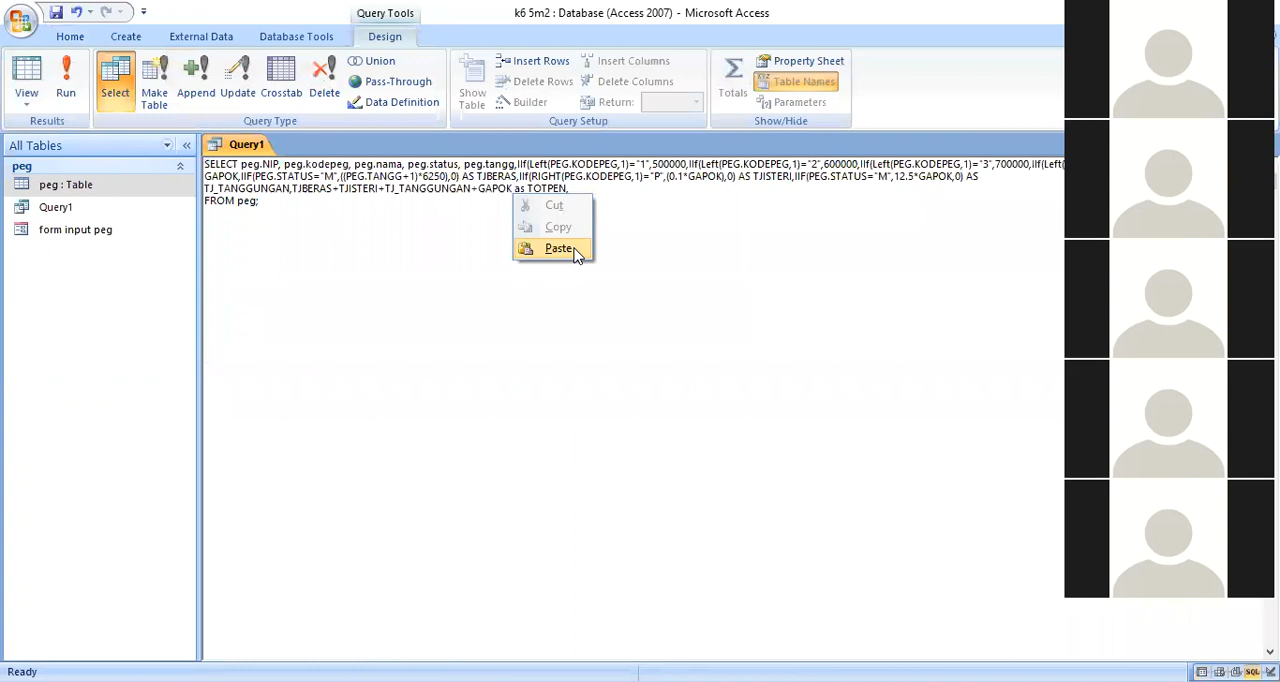 Query Tools
k6 5m2 : Database (Access 2007) - Microsoft Access
Home Create External Data Database Tools Design
View Run Select Make Table Append Update Crosstab Delete
Union
Pass-Through
Data Definition
Show Table
Insert Rows
Delete Rows
Builder
Insert Columns
Delete Columns
Return:
Totals
Property Sheet
Table Names
Parameters
Results Query Type Query Setup Show/Hide
All Tables
Query1
peg
peg : Table
Query1
form input peg
SELECT peg.NIP, peg.kodepeg, peg.nama, peg.status, peg.tangg,IIf(Left(PEG.KODEPEG,1)="1",500000,IIf(Left(PEG.KODEPEG,1)="2",600000,IIf(Left(PEG.KODEPEG,1)="3",700000,IIf(Left
GAPOK,IIF(PEG.STATUS="M",((PEG.TANGG+1)*6250),0) AS TJBERAS,IIf(RIGHT(PEG.KODEPEG,1)="P",(0.1*GAPOK),0) AS TJISTERI,IIF(PEG.STATUS="M",12.5*GAPOK,0) AS
TJ_TANGGUNGAN,TJBERAS+TJISTERI+TJ_TANGGUNGAN+GAPOK as TOTPEN,
FROM peg;
Cut
Copy
Paste
Ready
SQL